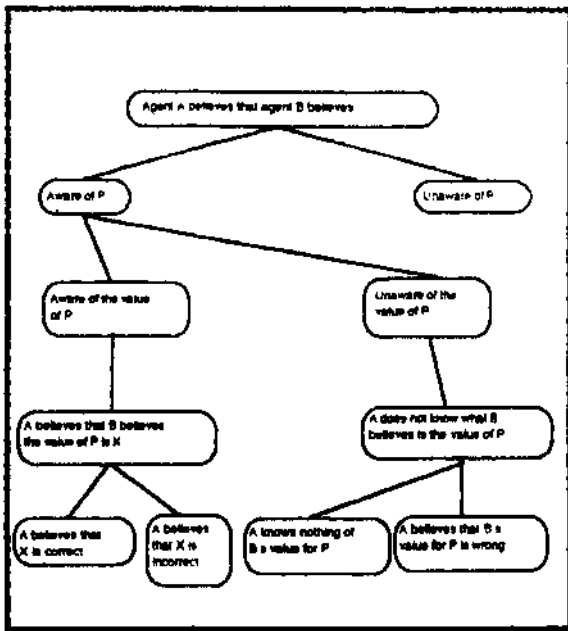 Agent A believes that agent B believes
Aware of P
Unaware of P
Aware of the value
of P
Unaware of the
value of P
A believes that B believes
the value of P is X
A does not know what B
believes is the value of P
A believes that
X is correct
A believes
that X is
incorrect
A knows nothing of
B s value for P
A believes that B s
value for P is wrong